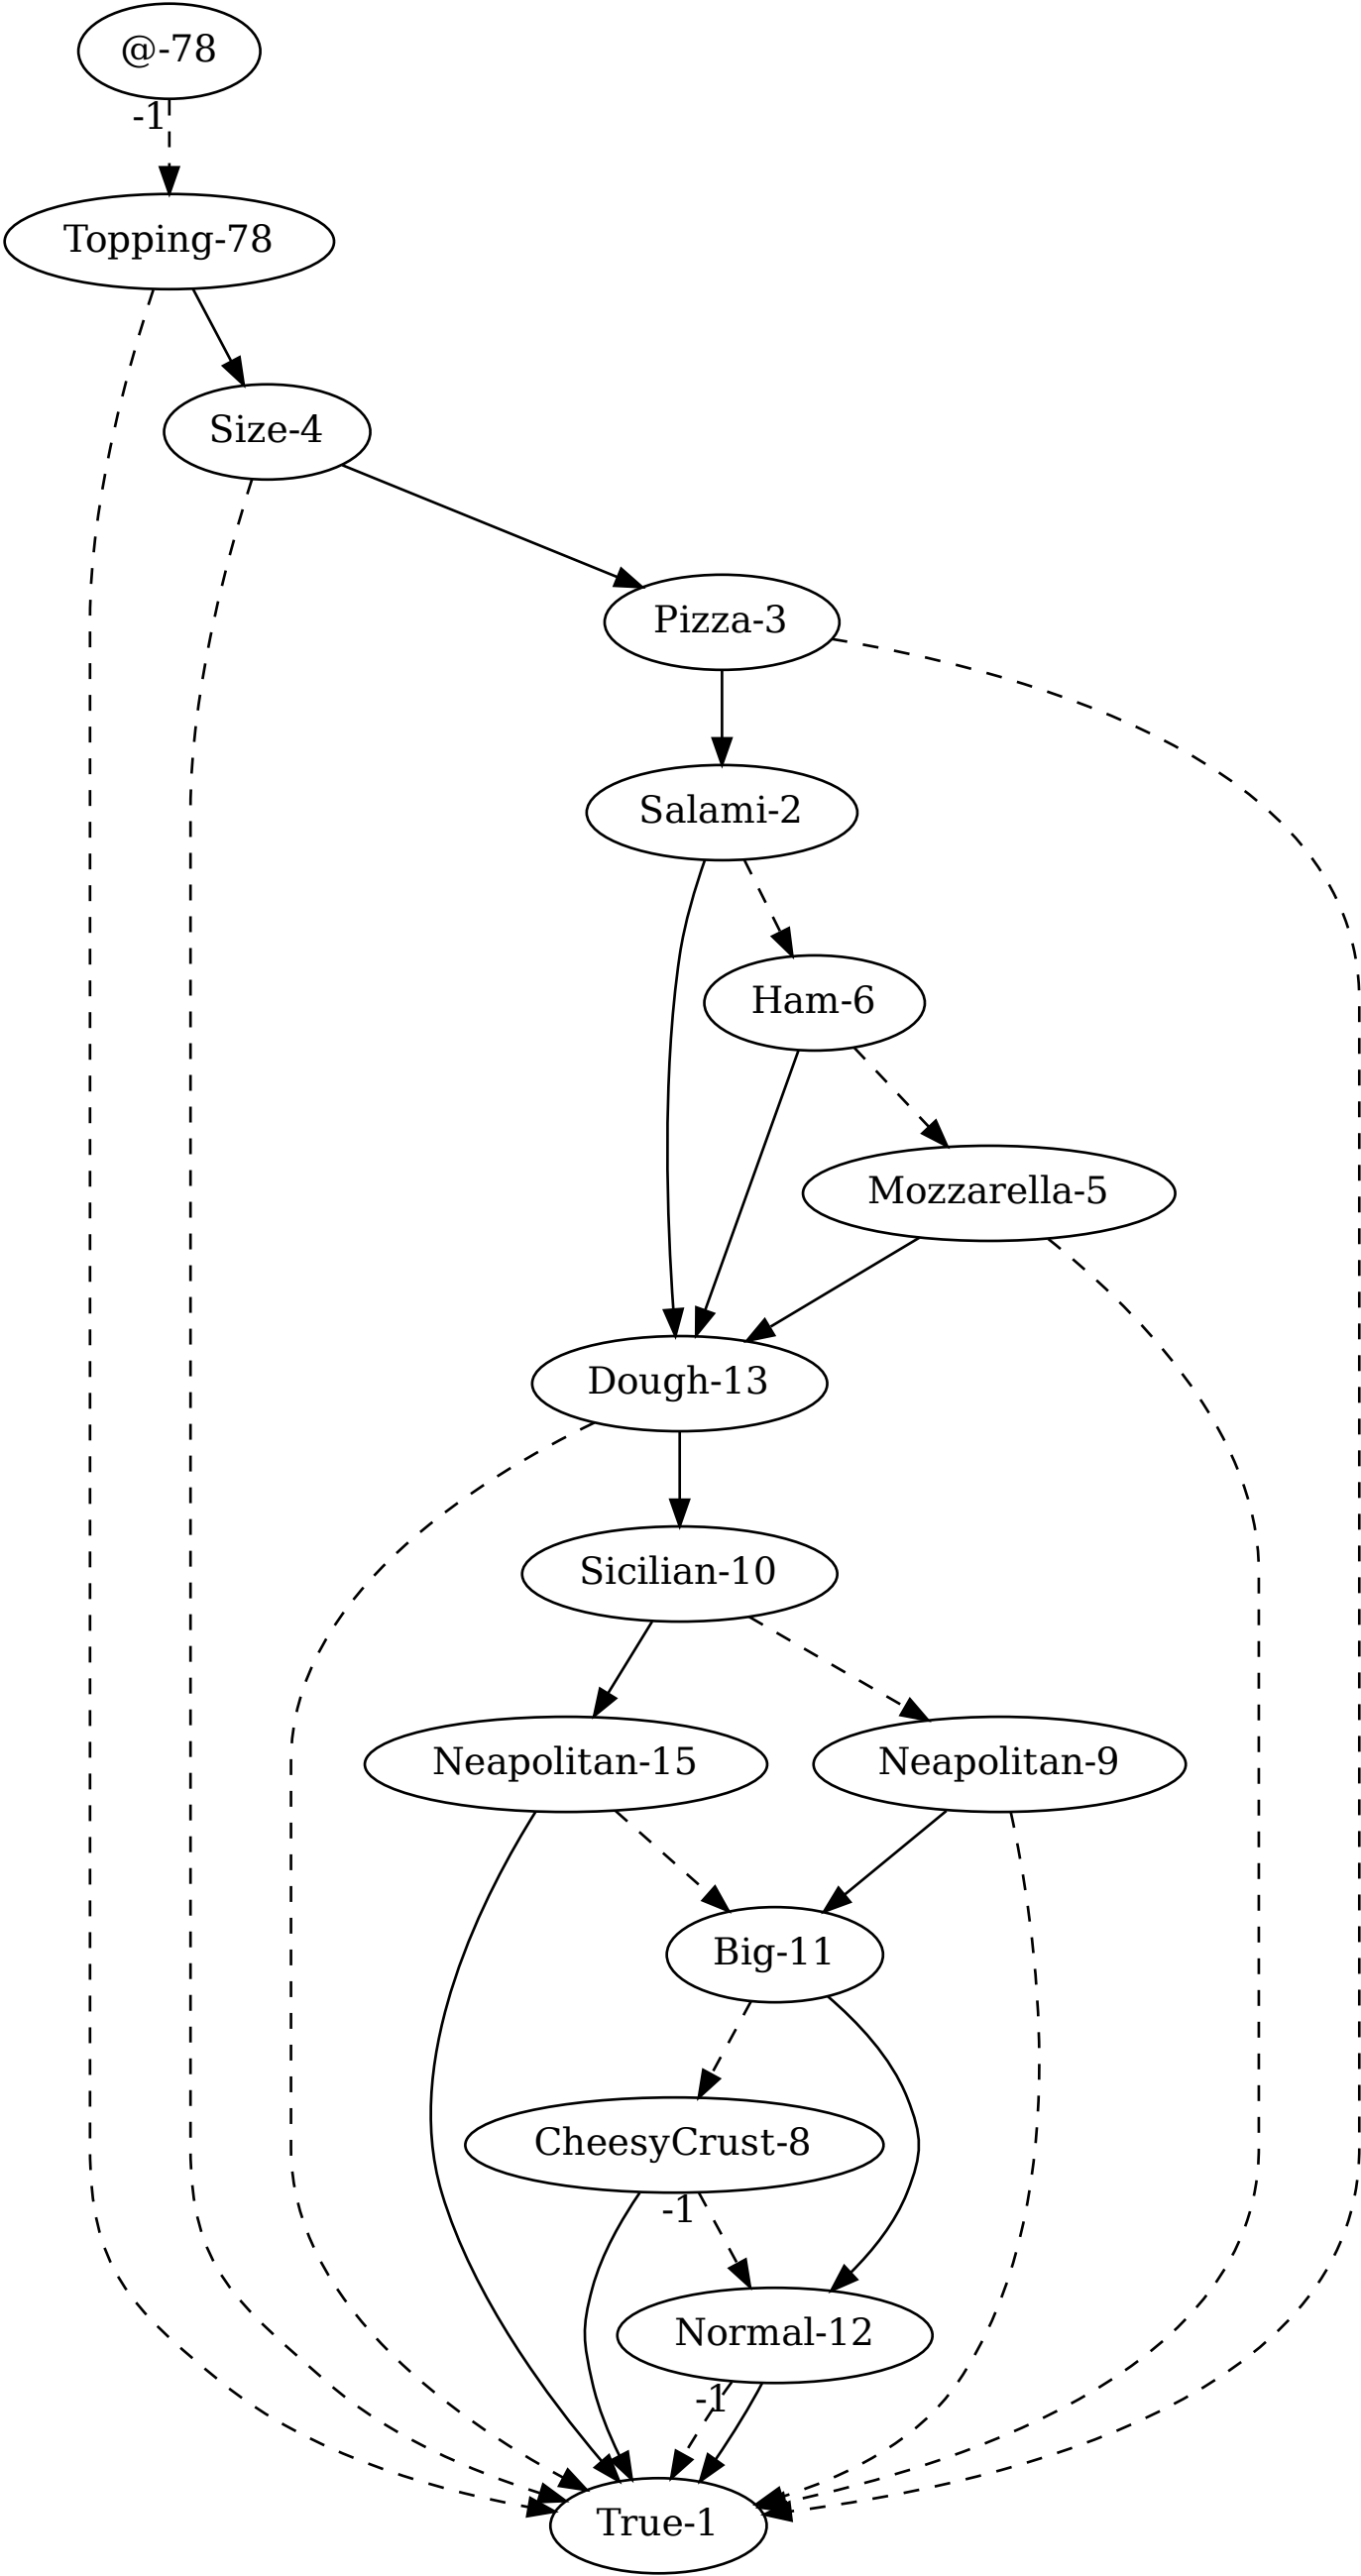 @-78
-1
Topping-78
Size-4
Pizza-3
Salami-2
Ham-6
Mozzarella-5
Dough-13
Sicilian-10
Neapolitan-15
Neapolitan-9
Big-11
CheesyCrust-8
-1
Normal-12
-1
True-1